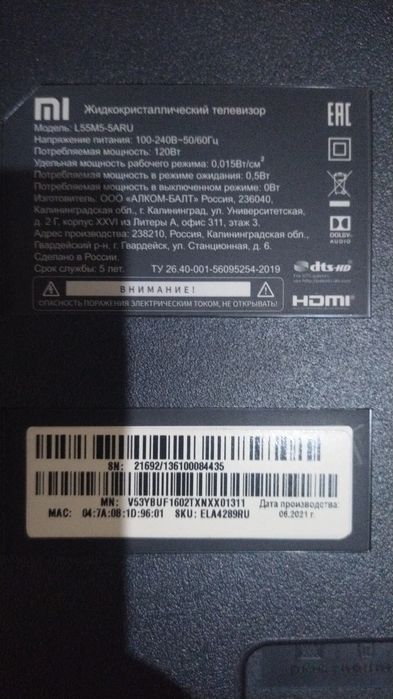 mi Жидкокристаллический телевизор
EAC
Модель: L55M5-5ARU
Напряжение питания: 100-240В~50/60Гц
Потребляемая мощность: 120Вт
Удельная мощность рабочего режима: 0,015Вт/см²
Потребляемая мощность в режиме ожидания: 0,5Вт
Потребляемая мощность в выключенном режиме: 0Вт
Изготовитель: ООО «АЛКОМ-БАЛТ» Россия, 236040,
Калининградская обл., г. Калининград, ул. Университетская,
д. 2 Г, корпус XXVI из Литеры А, офис 311, этаж 3.
Адрес производства: 238210, Россия, Калининградская обл.,
Гвардейский р-н, г. Гвардейск, ул. Станционная, д. 6.
Сделано в России.
Срок службы: 5 лет. ТУ 26.40-001-56095254-2019
DOLBY
AUDIO
dts-HD
HDMI
ВНИМАНИЕ!
ОПАСНОСТЬ ПОРАЖЕНИЯ ЭЛЕКТРИЧЕСКИМ ТОКОМ, НЕ ОТКРЫВАТЬ!
SN: 21692/136100084435
MN: V53YBUF1602TXNXX01311
Дата производства:
06.2021 г.
MAC: 04:7A:0B:1D:96:01 SKU: ELA4289RU